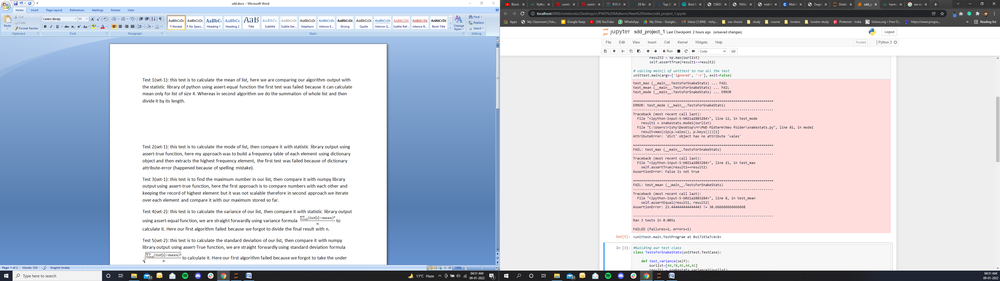 sdd.docx - Microsoft Word
Home Insert Page Layout References Mailings Review View
Paste
Cut
Copy
Format Painter
Clipboard
Calibri (Body) 11
Font
Paragraph
AaBbCcDc AaBbCcDc AaBbC AaBbCc AaB AaBbCc. AaBbCcDc AaBbCcDc AaBbCcDc AaBbCcDc AaBbCcDc AaBbCcDc AaBbCcDc AaBbCcDc AaBbCcDc
¶ Normal ¶ No Spaci... Heading 1 Heading 2 Title Subtitle Subtle Em... Emphasis Intense E... Strong Quote Intense Q... Subtle Ref... Intense R... Book Title
Change Styles
Styles
Find
Replace
Select
Editing
Test 1(set-1): this test is to calculate the mean of list, here we are comparing our algorithm output with
the statistic library of python using assert-equal function the first test was failed because it can calculate
mean only for list of size 4. Whereas in second algorithm we do the summation of whole list and then
divide it by its length.
Test 2(set-1): this test is to calculate the mode of list, then compare it with statistic library output using
assert-true function, here my approach was to build a frequency table of each element using dictionary
object and then extracts the highest frequency element, the first test was failed because of dictionary
attribute-error (happened because of spelling mistake).
Test 3(set-1): this test is to find the maximum number in our list, then compare it with numpy library
output using assert-true function, here the first approach is to compare numbers with each other and
keeping the record of highest element but it was not scalable therefore in second approach we iterate
over each element and compare it with our maximum stored so far.
Test 4(set-2): this test is to calculate the variance of our list, then compare it with statistic library output
using assert-equal function, we are straight forwardly using variance formula ∑ⁿᵢ₌₀(list[i]−mean)² / n to
calculate it. Here our first algorithm failed because we forgot to divide the final result with n.
Test 5(set-2): this test is to calculate the standard deviation of our list, then compare it with numpy
library output using assert-True function, we are straight forwardly using standard deviation formula
√(∑ⁿᵢ₌₀(list[i]−mean)² / n) to calculate it. Here our first algorithm failed because we forgot to take the under
Page: 1 of 2 Words: 535 English (India) 130%
Type here to search
33
11°C Haze
04:31 AM
09-01-2022
1
Block Python comb comb 915 M 29 Be Top 2 Best M CM20 1NGm mid-t Mid-t Zwgs Deskt sdd_p harm we re
localhost:8888/notebooks/Desktop/rr/PWD%20Midterm/New%20folder/sdd_project_1.ipynb
Apps My Classroom | Edu... Google Keep (58) YouTube WhatsApp My Drive - Google... Inbox (1,694) - rishy... our choice study course london london study Pinterest - India lichess.org • Free O... https://www.progra... » Reading list
jupyter sdd_project_1 Last Checkpoint: 2 hours ago (unsaved changes)
Logout
File Edit View Insert Cell Kernel Widgets Help
Trusted Python 3
Run Code
result2 = np.max(ourlist)
self.assertTrue(result1==result2)
# calling main() of unittest to run all the test
unittest.main(argv=['ignored', '-v'], exit=False)
test_max (__main__.TestsForSnakeStats) ... FAIL
test_mean (__main__.TestsForSnakeStats) ... FAIL
test_mode (__main__.TestsForSnakeStats) ... ERROR
======================================================================
ERROR: test_mode (__main__.TestsForSnakeStats)
----------------------------------------------------------------------
Traceback (most recent call last):
File "<ipython-input-5-b021a2883284>", line 12, in test_mode
result1 = snakestats.mode1(ourlist)
File "C:\Users\rishy\Desktop\rr\PWD Midterm\New folder\snakestats.py", line 81, in mode1
result=max(zip(p.vales(), p.keys()))[1]
AttributeError: 'dict' object has no attribute 'vales'
======================================================================
FAIL: test_max (__main__.TestsForSnakeStats)
----------------------------------------------------------------------
Traceback (most recent call last):
File "<ipython-input-5-b021a2883284>", line 21, in test_max
self.assertTrue(result1==result2)
AssertionError: False is not true
======================================================================
FAIL: test_mean (__main__.TestsForSnakeStats)
----------------------------------------------------------------------
Traceback (most recent call last):
File "<ipython-input-5-b021a2883284>", line 8, in test_mean
self.assertEqual(result1, result2)
AssertionError: 23.444444444444443 != 30.666666666666668
----------------------------------------------------------------------
Ran 3 tests in 0.005s
FAILED (failures=2, errors=1)
Out[5]: <unittest.main.TestProgram at 0x17193a7c4c8>
In [3]: #building our test class
class TestsForSnakeStats(unittest.TestCase):
def test_variance(self):
ourlist=[44,78,45,44,41]
result1 = snakestats.variance2(ourlist)
33
04:31 AM
09-01-2022